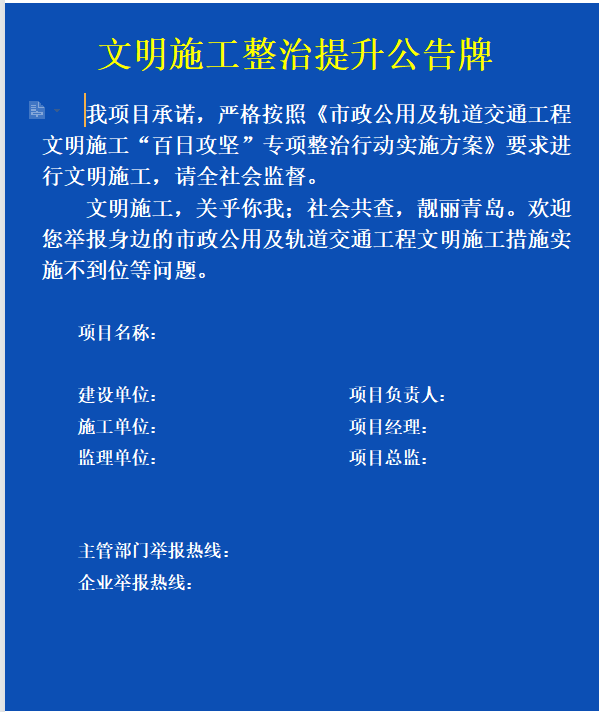 文明施工整治提升公告牌
我项目承诺，严格按照《市政公用及轨道交通工程
文明施工“百日攻坚”专项整治行动实施方案》要求进
行文明施工，请全社会监督。
文明施工，关乎你我；社会共查，靓丽青岛。欢迎
您举报身边的市政公用及轨道交通工程文明施工措施实
施不到位等问题。
项目名称：
建设单位： 项目负责人：
施工单位： 项目经理：
监理单位： 项目总监：
主管部门举报热线：
企业举报热线：